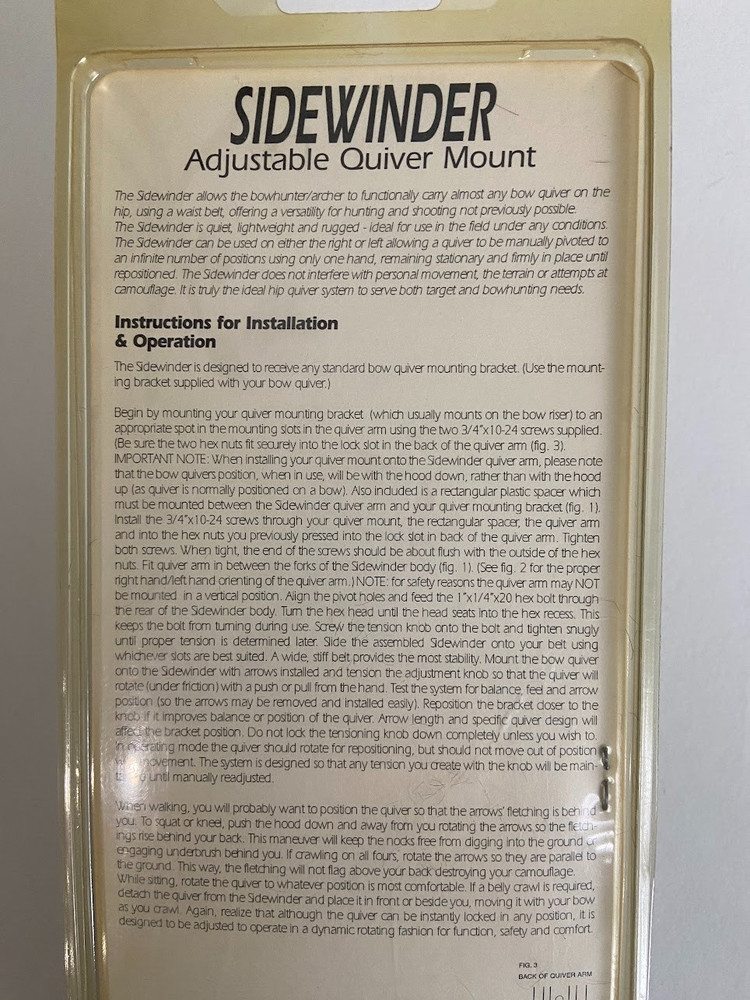 SIDEWINDER
Adjustable Quiver Mount
The Sidewinder allows the bowhunter/archer to functionally carry almost any bow quiver on the
hip, using a waist belt, offering a versatility for hunting and shooting not previously possible.
The Sidewinder is quiet, lightweight and rugged - ideal for use in the field under any conditions.
The Sidewinder can be used on either the right or left allowing a quiver to be manually pivoted to
an infinite number of positions using only one hand, remaining stationary and firmly in place until
repositioned. The Sidewinder does not interfere with personal movement, the terrain or attempts at
camouflage. It is truly the ideal hip quiver system to serve both target and bowhunting needs.
Instructions for Installation
& Operation
The Sidewinder is designed to receive any standard bow quiver mounting bracket. (Use the mount-
ing bracket supplied with your bow quiver.)
Begin by mounting your quiver mounting bracket (which usually mounts on the bow riser) to an
appropriate spot in the mounting slots in the quiver arm using the two 3/4"x10-24 screws supplied.
(Be sure the two hex nuts fit securely into the lock slot in the back of the quiver arm (fig. 3).
IMPORTANT NOTE: When installing your quiver mount onto the Sidewinder quiver arm, please note
that the bow quivers position, when in use, will be with the hood down, rather than with the hood
up (as quiver is normally positioned on a bow). Also included is a rectangular plastic spacer which
must be mounted between the Sidewinder quiver arm and your quiver mounting bracket (fig. 1).
Install the 3/4"x10-24 screws through your quiver mount, the rectangular spacer, the quiver arm
and into the hex nuts you previously pressed into the lock slot in back of the quiver arm. Tighten
both screws. When tight, the end of the screws should be about flush with the outside of the hex
nuts. Fit quiver arm in between the forks of the Sidewinder body (fig. 1). (See fig. 2 for the proper
right hand/left hand orienting of the quiver arm.) NOTE: for safety reasons the quiver arm may NOT
be mounted in a vertical position. Align the pivot holes and feed the 1"x1/4"x20 hex bolt through
the rear of the Sidewinder body. Turn the hex head until the head seats into the hex recess. This
keeps the bolt from turning during use. Screw the tension knob onto the bolt and tighten snugly
until proper tension is determined later. Slide the assembled Sidewinder onto your belt using
whichever slots are best suited. A wide, stiff belt provides the most stability. Mount the bow quiver
onto the Sidewinder with arrows installed and tension the adjustment knob so that the quiver will
rotate (under friction) with a push or pull from the hand. Test the system for balance, feel and arrow
position (so the arrows may be removed and installed easily). Reposition the bracket closer to the
knob if it improves balance or position of the quiver. Arrow length and specific quiver design will
affect the bracket position. Do not lock the tensioning knob down completely unless you wish to.
In operating mode the quiver should rotate for repositioning, but should not move out of position
movement. The system is designed so that any tension you create with the knob will be main-
until manually readjusted.
When walking, you will probably want to position the quiver so that the arrows' fletching is behind
you. To squat or kneel, push the hood down and away from you rotating the arrows so the fletch-
ings rise behind your back. This maneuver will keep the nocks free from digging into the ground or
engaging underbrush behind you. If crawling on all fours, rotate the arrows so they are parallel to
the ground. This way, the fletching will not flag above your back destroying your camouflage.
While sitting, rotate the quiver to whatever position is most comfortable. If a belly crawl is required,
detach the quiver from the Sidewinder and place it in front or beside you, moving it with your bow
as you crawl. Again, realize that although the quiver can be instantly locked in any position, it is
designed to be adjusted to operate in a dynamic rotating fashion for function, safety and comfort.
FIG. 3
BACK OF QUIVER ARM